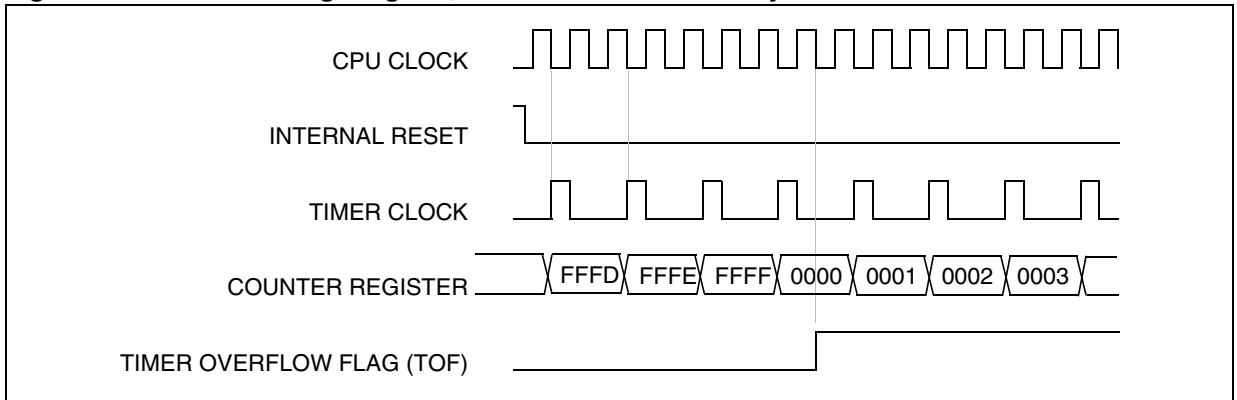 CPU CLOCK
INTERNAL RESET
TIMER CLOCK
COUNTER REGISTER FFFD FFFE FFFF 0000 0001 0002 0003
TIMER OVERFLOW FLAG (TOF)